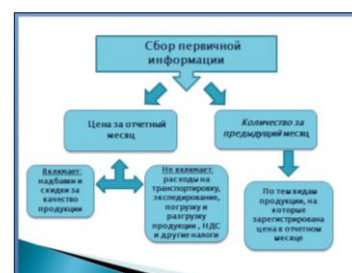 Сбор первичной
информации
Цена за отчетный
месяц
Количество за
предыдущий месяц
Включает:
надбавки и
скидки за
качество
продукции
Не включает:
расходы на
транспортировку,
экспедирование,
погрузку и
разгрузку
продукции , НДС
и другие налоги
По тем видам
продукции, на
которые
зарегистрирована
цена в отчетном
месяце